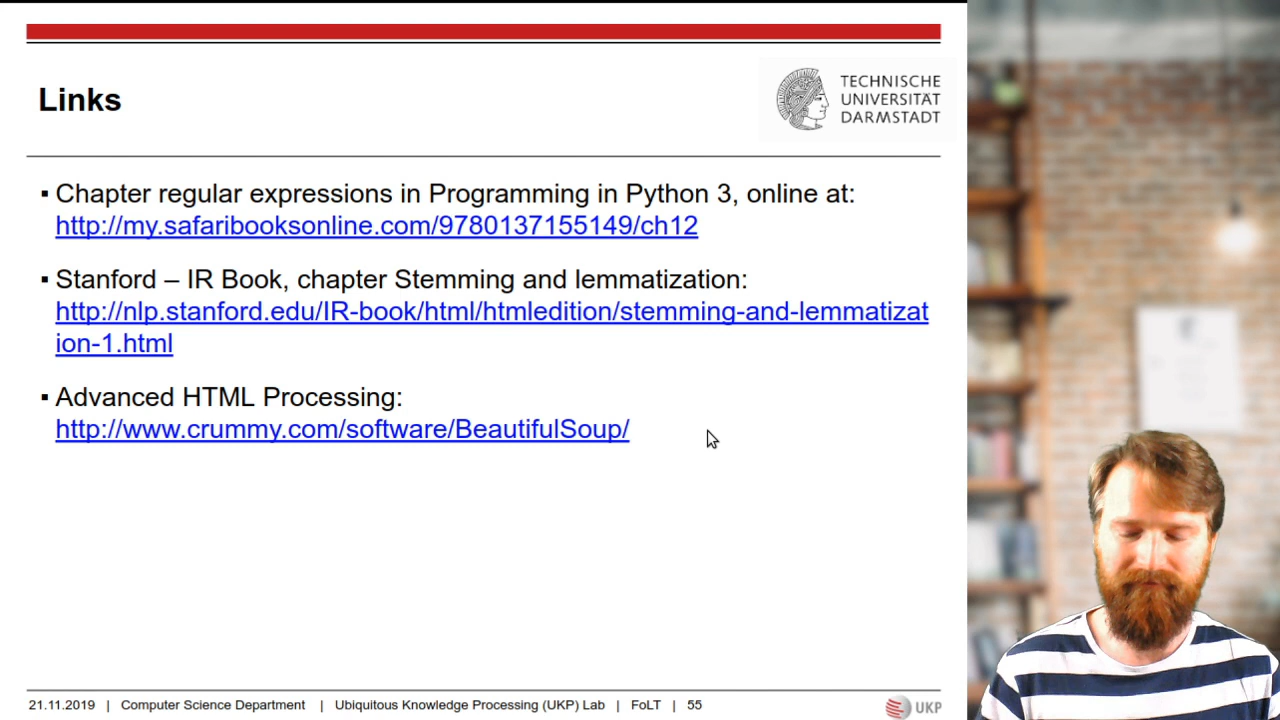 Links
TECHNISCHE
UNIVERSITÄT
DARMSTADT
▪ Chapter regular expressions in Programming in Python 3, online at:
http://my.safaribooksonline.com/9780137155149/ch12
▪ Stanford – IR Book, chapter Stemming and lemmatization:
http://nlp.stanford.edu/IR-book/html/htmledition/stemming-and-lemmatizat
ion-1.html
▪ Advanced HTML Processing:
http://www.crummy.com/software/BeautifulSoup/
21.11.2019 | Computer Science Department | Ubiquitous Knowledge Processing (UKP) Lab | FoLT | 55
UKP